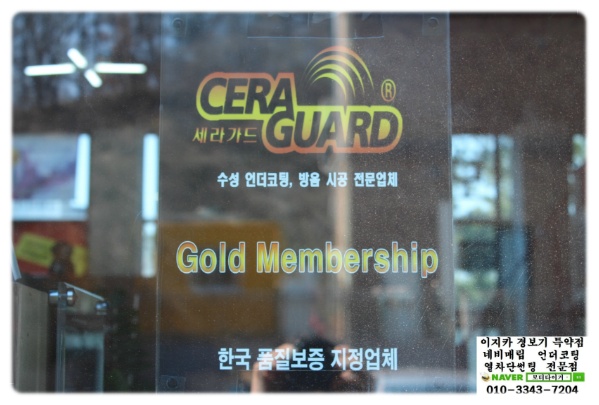 CERA
GUARD®
세라가드
수성 언더코팅, 방음 시공 전문업체
Gold Membership
한국 품질보증 지정업체
이지카 경보기 특약점
네비메립 언더코팅
열차단썬팅 전문점
NAVER
010-3343-7204